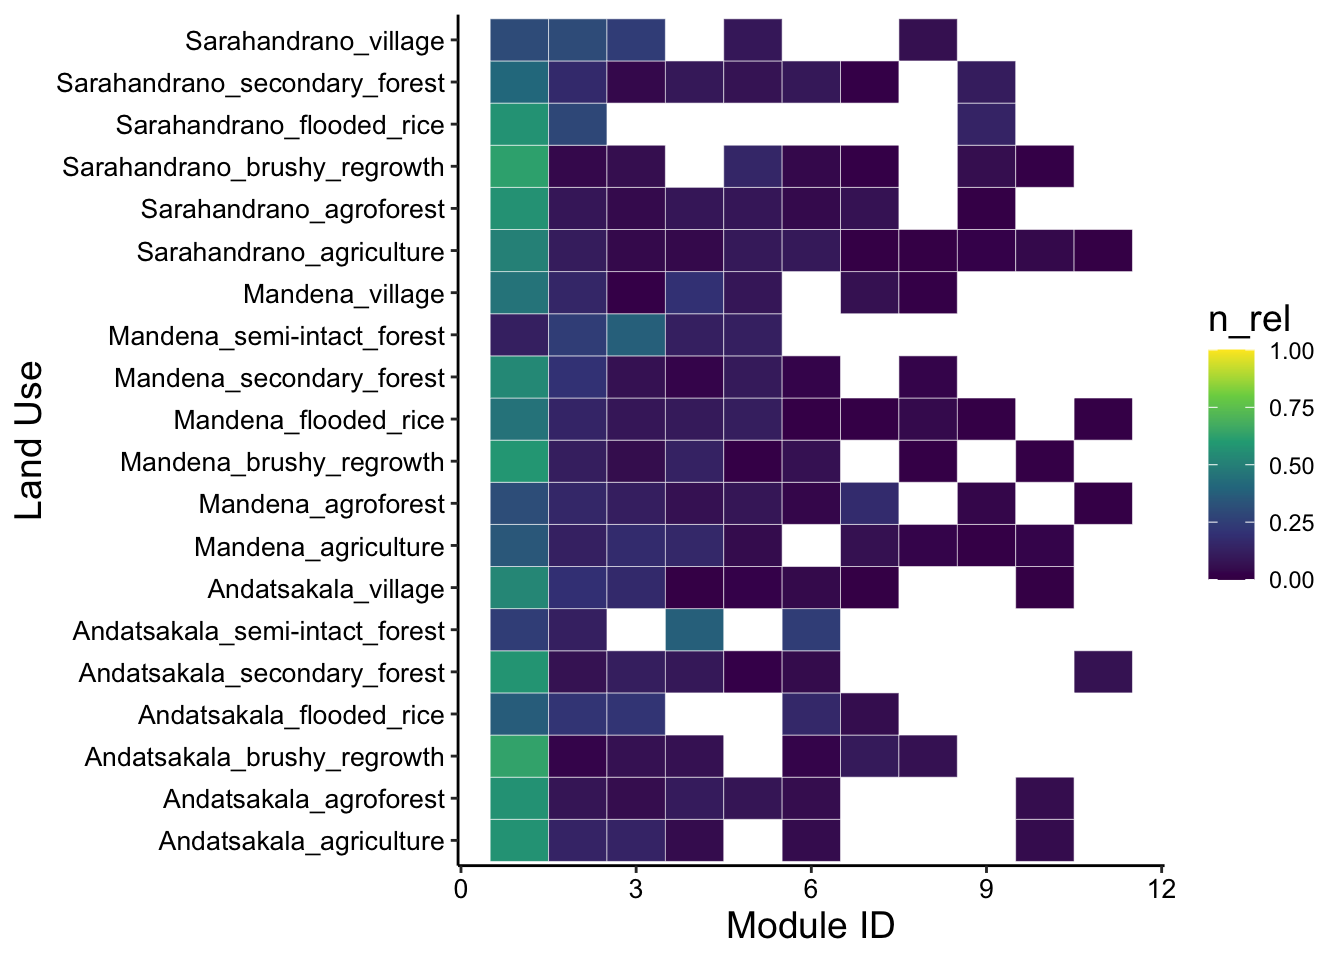 Sarahandrano_village
Sarahandrano_secondary_forest
Sarahandrano_flooded_rice
Sarahandrano_brushy_regrowth
Sarahandrano_agroforest
Sarahandrano_agriculture
Mandena_village
Mandena_semi-intact_forest
Mandena_secondary_forest
Mandena_flooded_rice
Mandena_brushy_regrowth
Mandena_agroforest
Mandena_agriculture
Andatsakala_village
Andatsakala_semi-intact_forest
Andatsakala_secondary_forest
Andatsakala_flooded_rice
Andatsakala_brushy_regrowth
Andatsakala_agroforest
Andatsakala_agriculture
Land Use
0 3 6 9 12
Module ID
n_rel
1.00
0.75
0.50
0.25
0.00